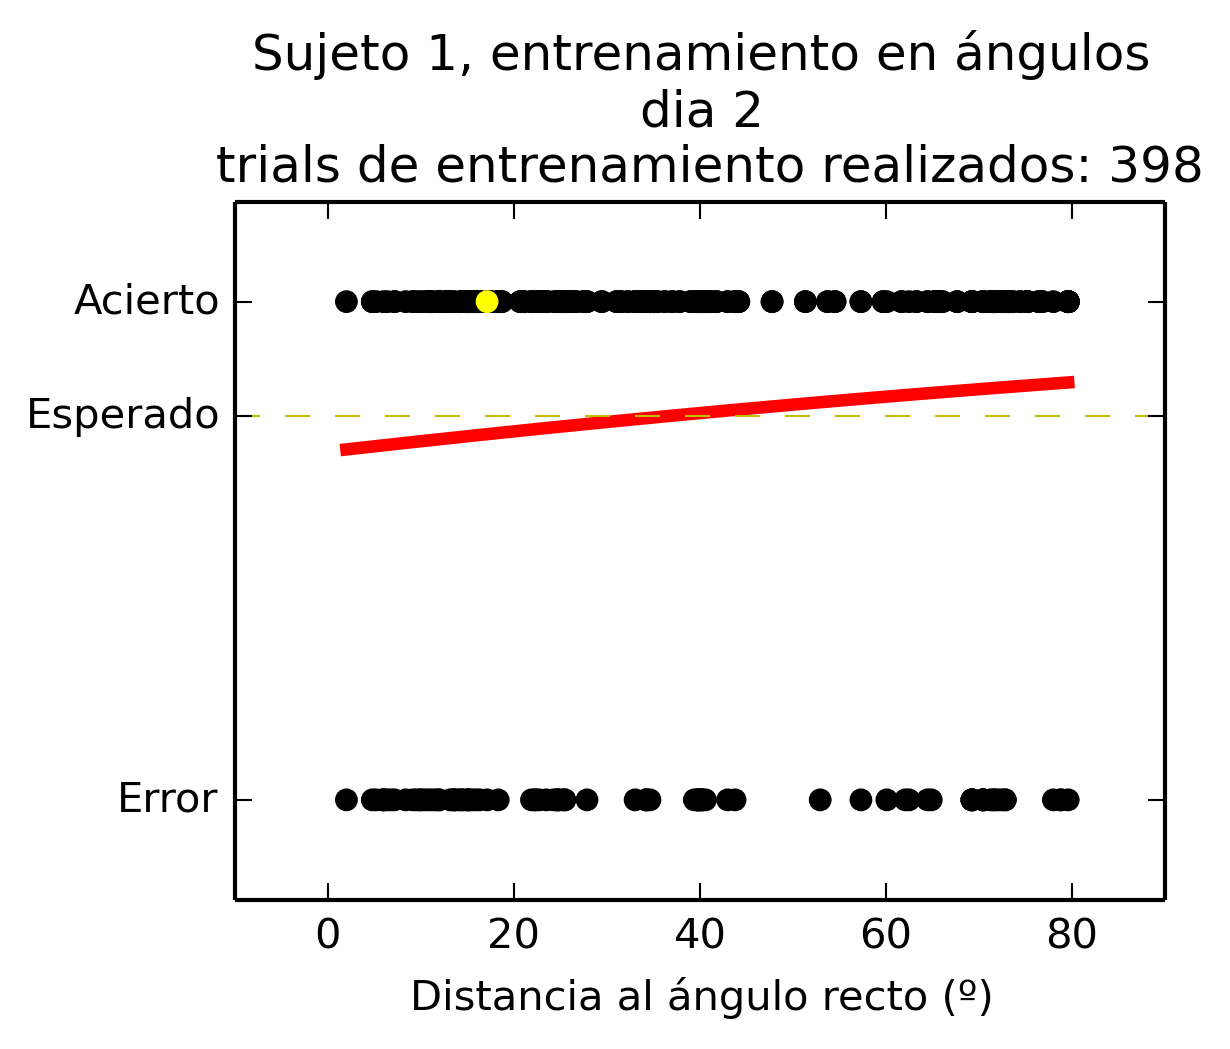 Sujeto 1, entrenamiento en ángulos
dia 2
trials de entrenamiento realizados: 398
Acierto
Esperado
Error
0 20 40 60 80
Distancia al ángulo recto (º)